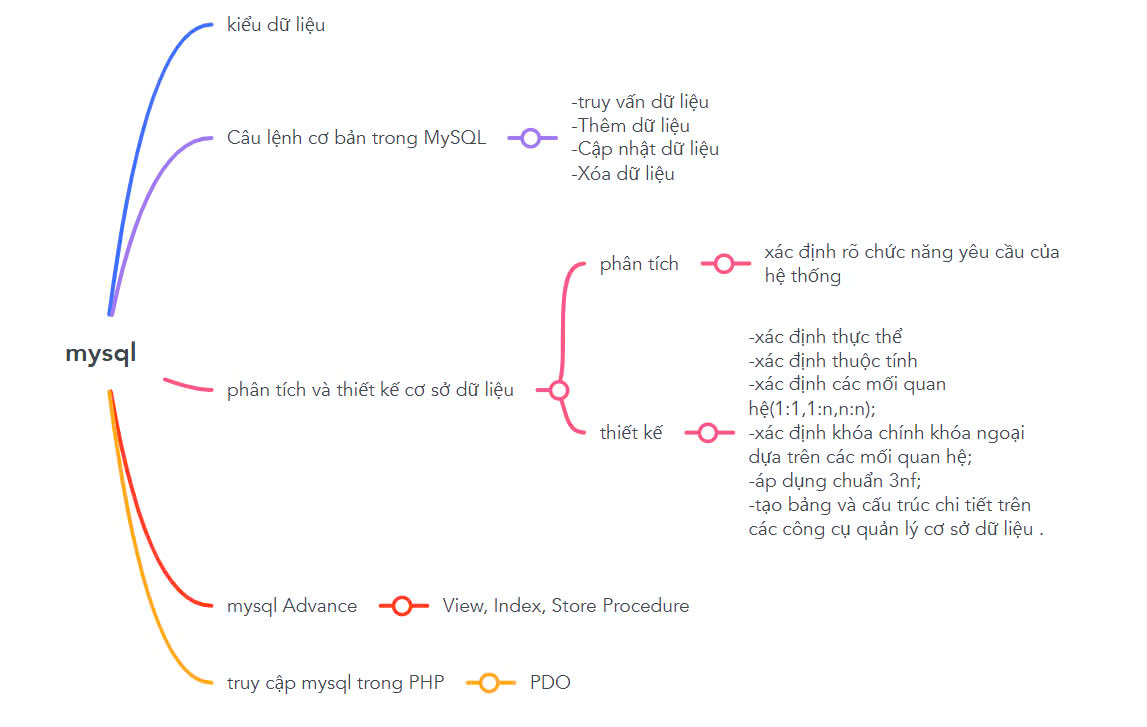 kiểu dữ liệu
Câu lệnh cơ bản trong MySQL
-truy vấn dữ liệu
-Thêm dữ liệu
-Cập nhật dữ liệu
-Xóa dữ liệu
mysql
phân tích và thiết kế cơ sở dữ liệu
phân tích
xác định rõ chức năng yêu cầu của
hệ thống
thiết kế
-xác định thực thể
-xác định thuộc tính
-xác định các mối quan
hệ(1:1,1:n,n:n);
-xác định khóa chính khóa ngoại
dựa trên các mối quan hệ;
-áp dụng chuẩn 3nf;
-tạo bảng và cấu trúc chi tiết trên
các công cụ quản lý cơ sở dữ liệu .
mysql Advance
View, Index, Store Procedure
truy cập mysql trong PHP
PDO